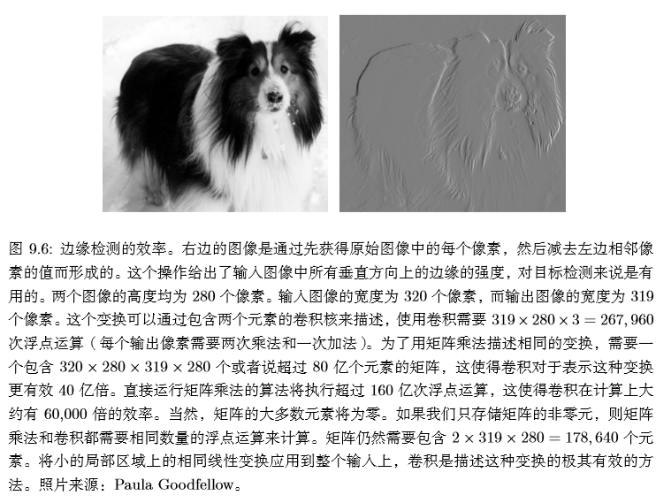 图 9.6: 边缘检测的效率。右边的图像是通过先获得原始图像中的每个像素，然后减去左边相邻像
素的值而形成的。这个操作给出了输入图像中所有垂直方向上的边缘的强度，对目标检测来说是有
用的。两个图像的高度均为 280 个像素。输入图像的宽度为 320 个像素，而输出图像的宽度为 319
个像素。这个变换可以通过包含两个元素的卷积核来描述，使用卷积需要 319 × 280 × 3 = 267, 960
次浮点运算（每个输出像素需要两次乘法和一次加法）。为了用矩阵乘法描述相同的变换，需要一
个包含 320 × 280 × 319 × 280 个或者说超过 80 亿个元素的矩阵，这使得卷积对于表示这种变换
更有效 40 亿倍。直接运行矩阵乘法的算法将执行超过 160 亿次浮点运算，这使得卷积在计算上大
约有 60,000 倍的效率。当然，矩阵的大多数元素将为零。如果我们只存储矩阵的非零元，则矩阵
乘法和卷积都需要相同数量的浮点运算来计算。矩阵仍然需要包含 2 × 319 × 280 = 178, 640 个元
素。将小的局部区域上的相同线性变换应用到整个输入上，卷积是描述这种变换的极其有效的方
法。照片来源：Paula Goodfellow。